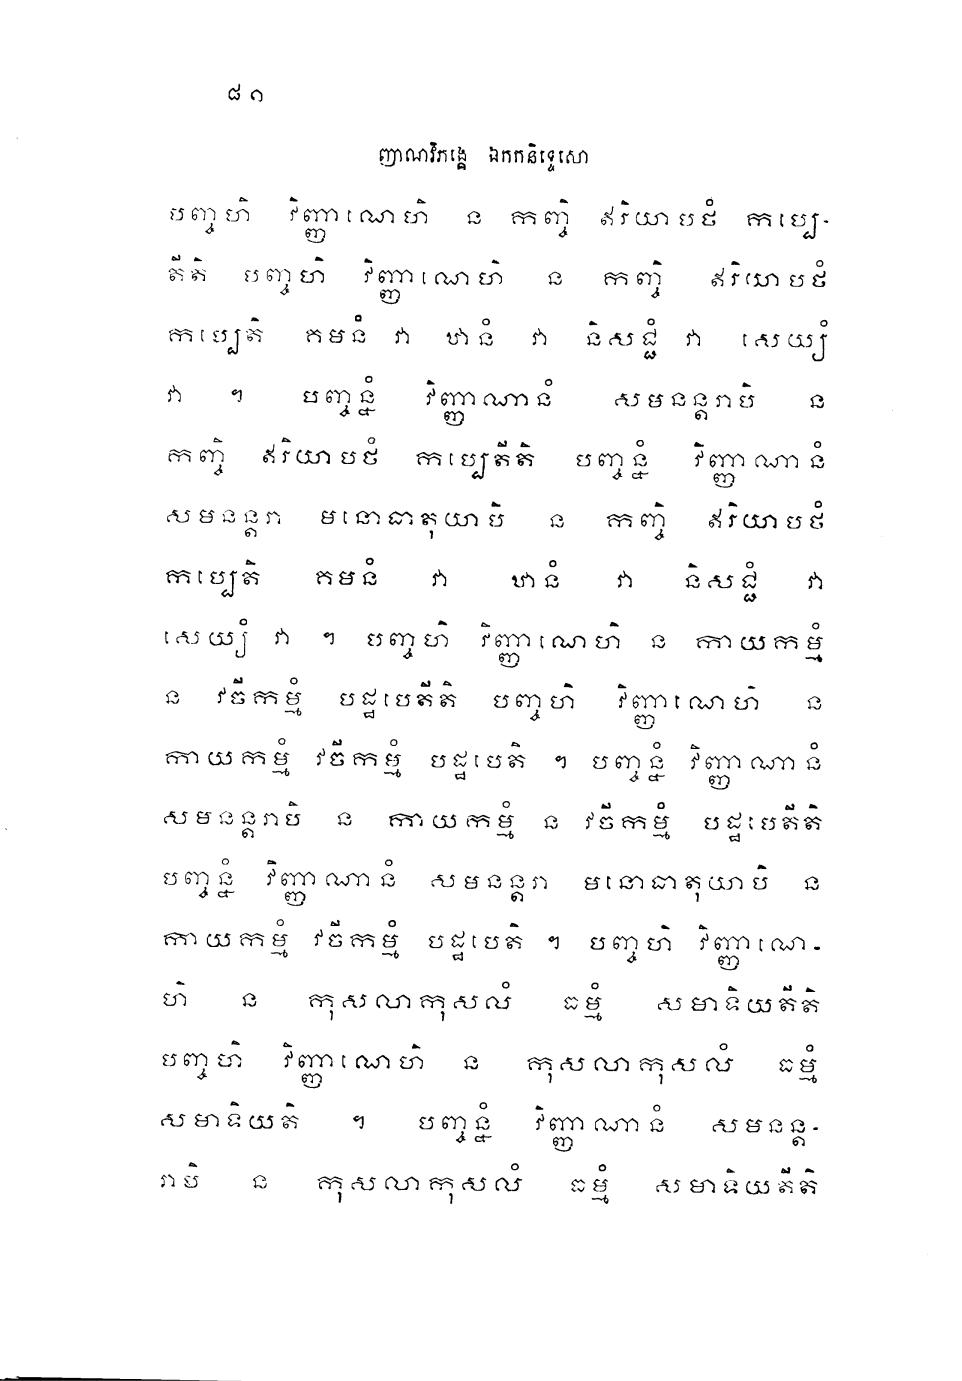 ៨១
ញាណវិភង្គេ ឯកកនិទ្ទេសោ
បញ្ចហិ វិញ្ញាណេហិ ន កញ្ចិ ឥរិយាបថំ កប្បេ-
តីតិ បញ្ចហិ វិញ្ញាណេហិ ន កញ្ចិ ឥរិយាបថំ
កប្បេតិ គមនំ វា ឋានំ វា និសជ្ជំ វា សេយ្យំ
វា ។ បញ្ចន្នំ វិញ្ញាណានំ សមនន្តរាបិ ន
កញ្ចិ ឥរិយាបថំ កប្បេតីតិ បញ្ចន្នំ វិញ្ញាណានំ
សមនន្តរា មនោធាតុយាបិ ន កញ្ចិ ឥរិយាបថំ
កប្បេតិ គមនំ វា ឋានំ វា និសជ្ជំ វា
សេយ្យំ វា ។ បញ្ចហិ វិញ្ញាណេហិ ន កាយកម្មំ
ន វចីកម្មំ បដ្ឋបេតីតិ បញ្ចហិ វិញ្ញាណេហិ ន
កាយកម្មំ វចីកម្មំ បដ្ឋបេតិ ។ បញ្ចន្នំ វិញ្ញាណានំ
សមនន្តរាបិ ន កាយកម្មំ ន វចីកម្មំ បដ្ឋបេតីតិ
បញ្ចន្នំ វិញ្ញាណានំ សមនន្តរា មនោធាតុយាបិ ន
កាយកម្មំ វចីកម្មំ បដ្ឋបេតិ ។ បញ្ចហិ វិញ្ញាណេ-
ហិ ន កុសលាកុសលំ ធម្មំ សមាទិយតីតិ
បញ្ចហិ វិញ្ញាណេហិ ន កុសលាកុសលំ ធម្មំ
សមាទិយតិ ។ បញ្ចន្នំ វិញ្ញាណានំ សមនន្ត-
រាបិ ន កុសលាកុសលំ ធម្មំ សមាទិយតីតិ